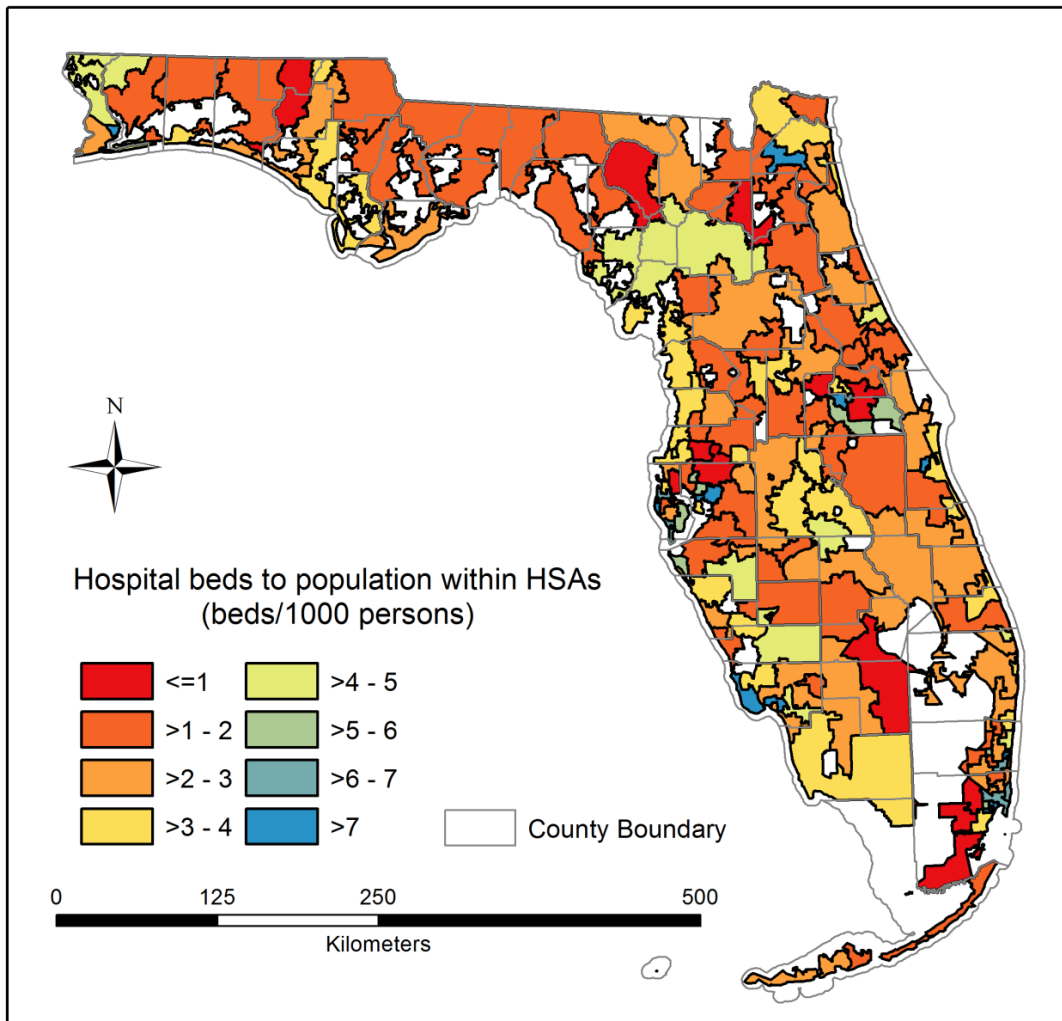 N
Hospital beds to population within HSAs
(beds/1000 persons)
<=1
>4 - 5
>1 - 2
>5 - 6
>2 - 3
>6 - 7
>3 - 4
>7
County Boundary
0 125 250 500
Kilometers